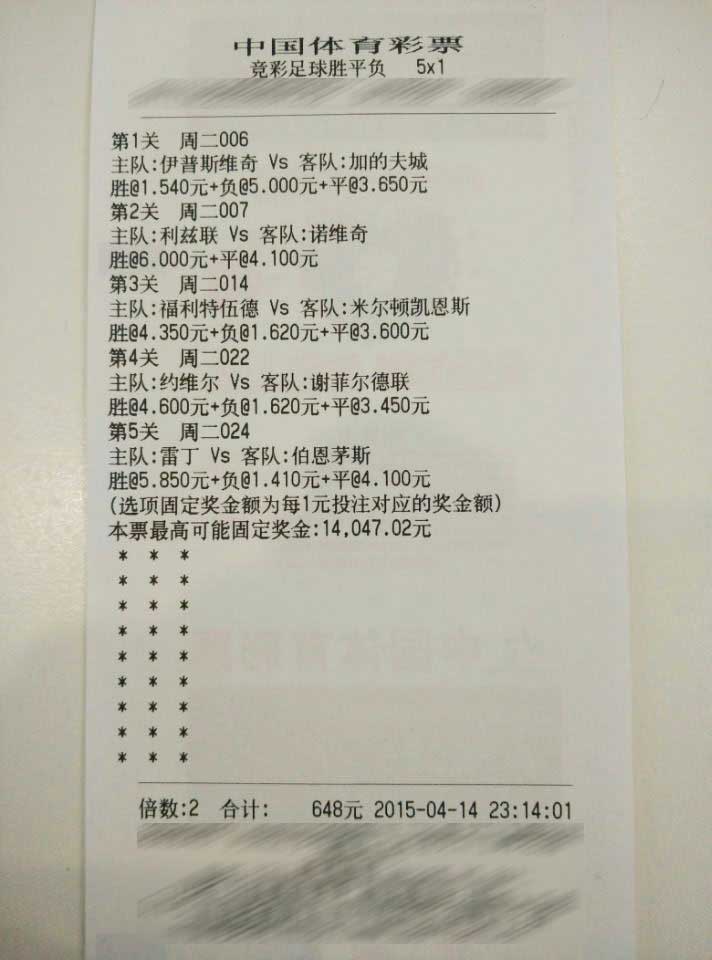 中国体育彩票
竞彩足球胜平负 5x1
第1关 周二006
主队:伊普斯维奇 Vs 客队:加的夫城
胜@1.540元+负@5.000元+平@3.650元
第2关 周二007
主队:利兹联 Vs 客队:诺维奇
胜@6.000元+平@4.100元
第3关 周二014
主队:福利特伍德 Vs 客队:米尔顿凯恩斯
胜@4.350元+负@1.620元+平@3.600元
第4关 周二022
主队:约维尔 Vs 客队:谢菲尔德联
胜@4.600元+负@1.620元+平@3.450元
第5关 周二024
主队:雷丁 Vs 客队:伯恩茅斯
胜@5.850元+负@1.410元+平@4.100元
(选项固定奖金额为每1元投注对应的奖金额)
本票最高可能固定奖金:14,047.02元
* * *
* * *
* * *
* * *
* * *
* * *
* * *
* * *
* * *
倍数:2 合计: 648元 2015-04-14 23:14:01